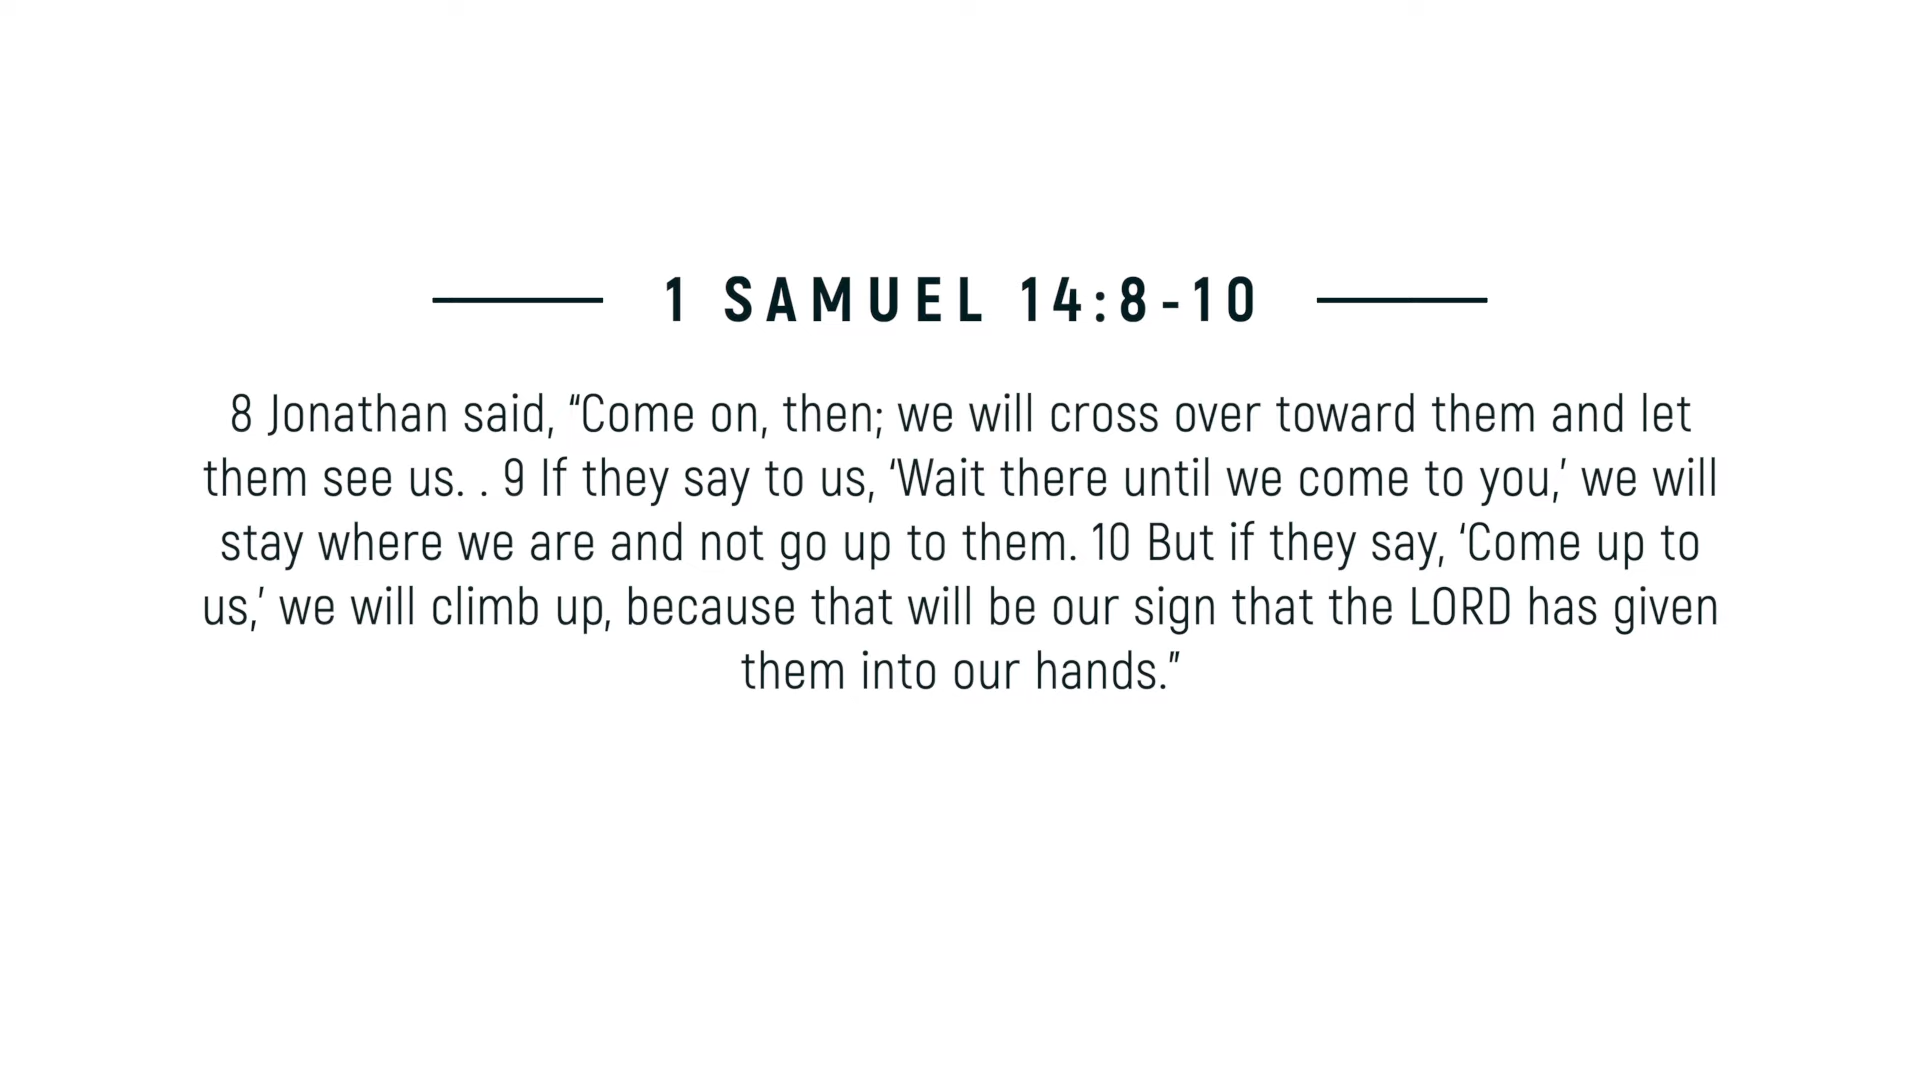 1 SAMUEL 14:8-10
8 Jonathan said, “Come on, then; we will cross over toward them and let
them see us. . 9 If they say to us, ‘Wait there until we come to you,’ we will
stay where we are and not go up to them. 10 But if they say, ‘Come up to
us,’ we will climb up, because that will be our sign that the LORD has given
them into our hands.”